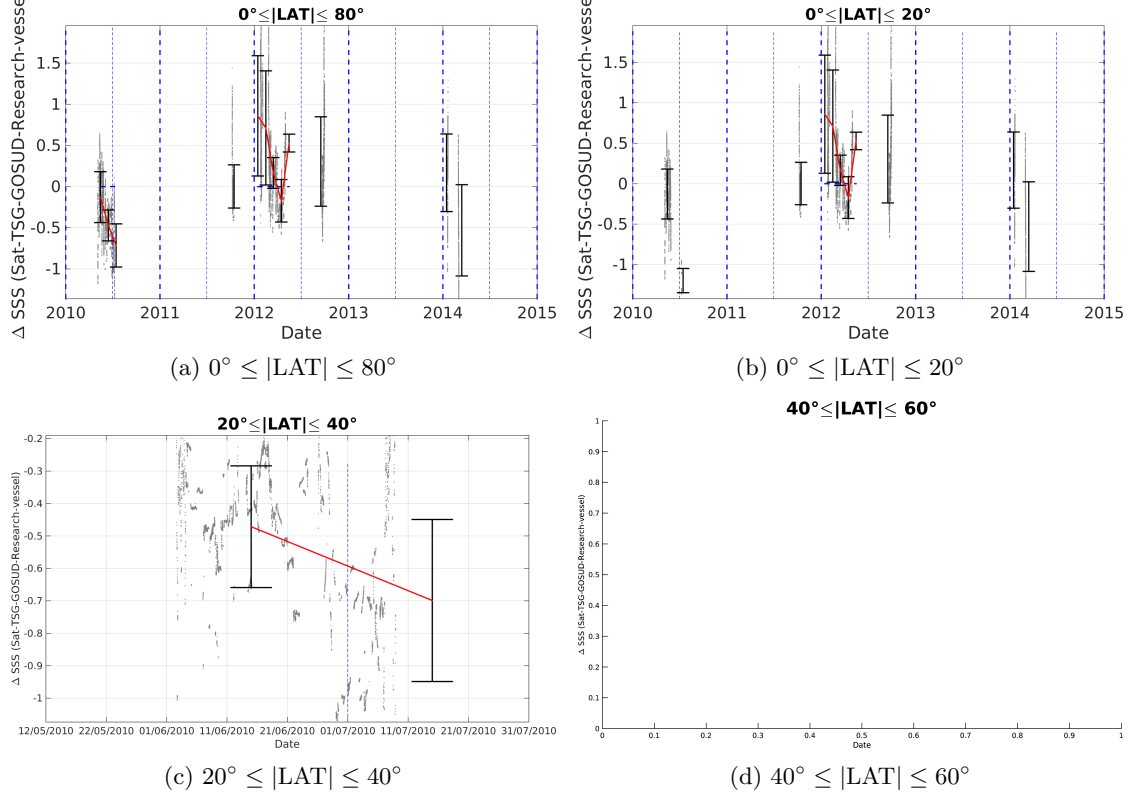 0°≤|LAT|≤ 80°
Δ SSS (Sat-TSG-GOSUD-Research-vessel)
1.5
1
0.5
0
-0.5
-1
2010 2011 2012 2013 2014 2015
Date
(a) 0° ≤ |LAT| ≤ 80°
0°≤|LAT|≤ 20°
Δ SSS (Sat-TSG-GOSUD-Research-vessel)
1.5
1
0.5
0
-0.5
-1
2010 2011 2012 2013 2014 2015
Date
(b) 0° ≤ |LAT| ≤ 20°
20°≤|LAT|≤ 40°
Δ SSS (Sat-TSG-GOSUD-Research-vessel)
-0.2
-0.3
-0.4
-0.5
-0.6
-0.7
-0.8
-0.9
-1
12/05/2010 22/05/2010 01/06/2010 11/06/2010 21/06/2010 01/07/2010 11/07/2010 21/07/2010 31/07/2010
Date
(c) 20° ≤ |LAT| ≤ 40°
40°≤|LAT|≤ 60°
Δ SSS (Sat-TSG-GOSUD-Research-vessel)
1
0.9
0.8
0.7
0.6
0.5
0.4
0.3
0.2
0.1
0
0 0.1 0.2 0.3 0.4 0.5 0.6 0.7 0.8 0.9 1
Date
(d) 40° ≤ |LAT| ≤ 60°